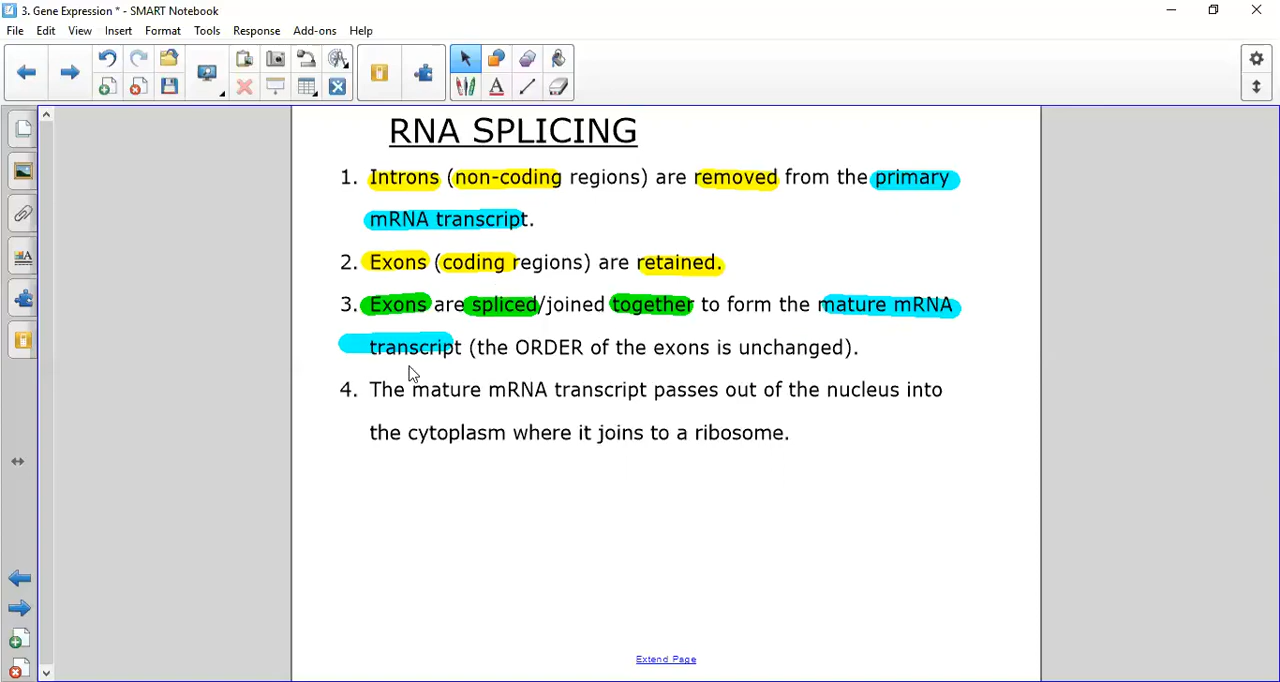 3. Gene Expression * - SMART Notebook
File Edit View Insert Format Tools Response Add-ons Help
RNA SPLICING
1. Introns (non-coding regions) are removed from the primary
mRNA transcript.
2. Exons (coding regions) are retained.
3. Exons are spliced/joined together to form the mature mRNA
transcript (the ORDER of the exons is unchanged).
4. The mature mRNA transcript passes out of the nucleus into
the cytoplasm where it joins to a ribosome.
Extend Page